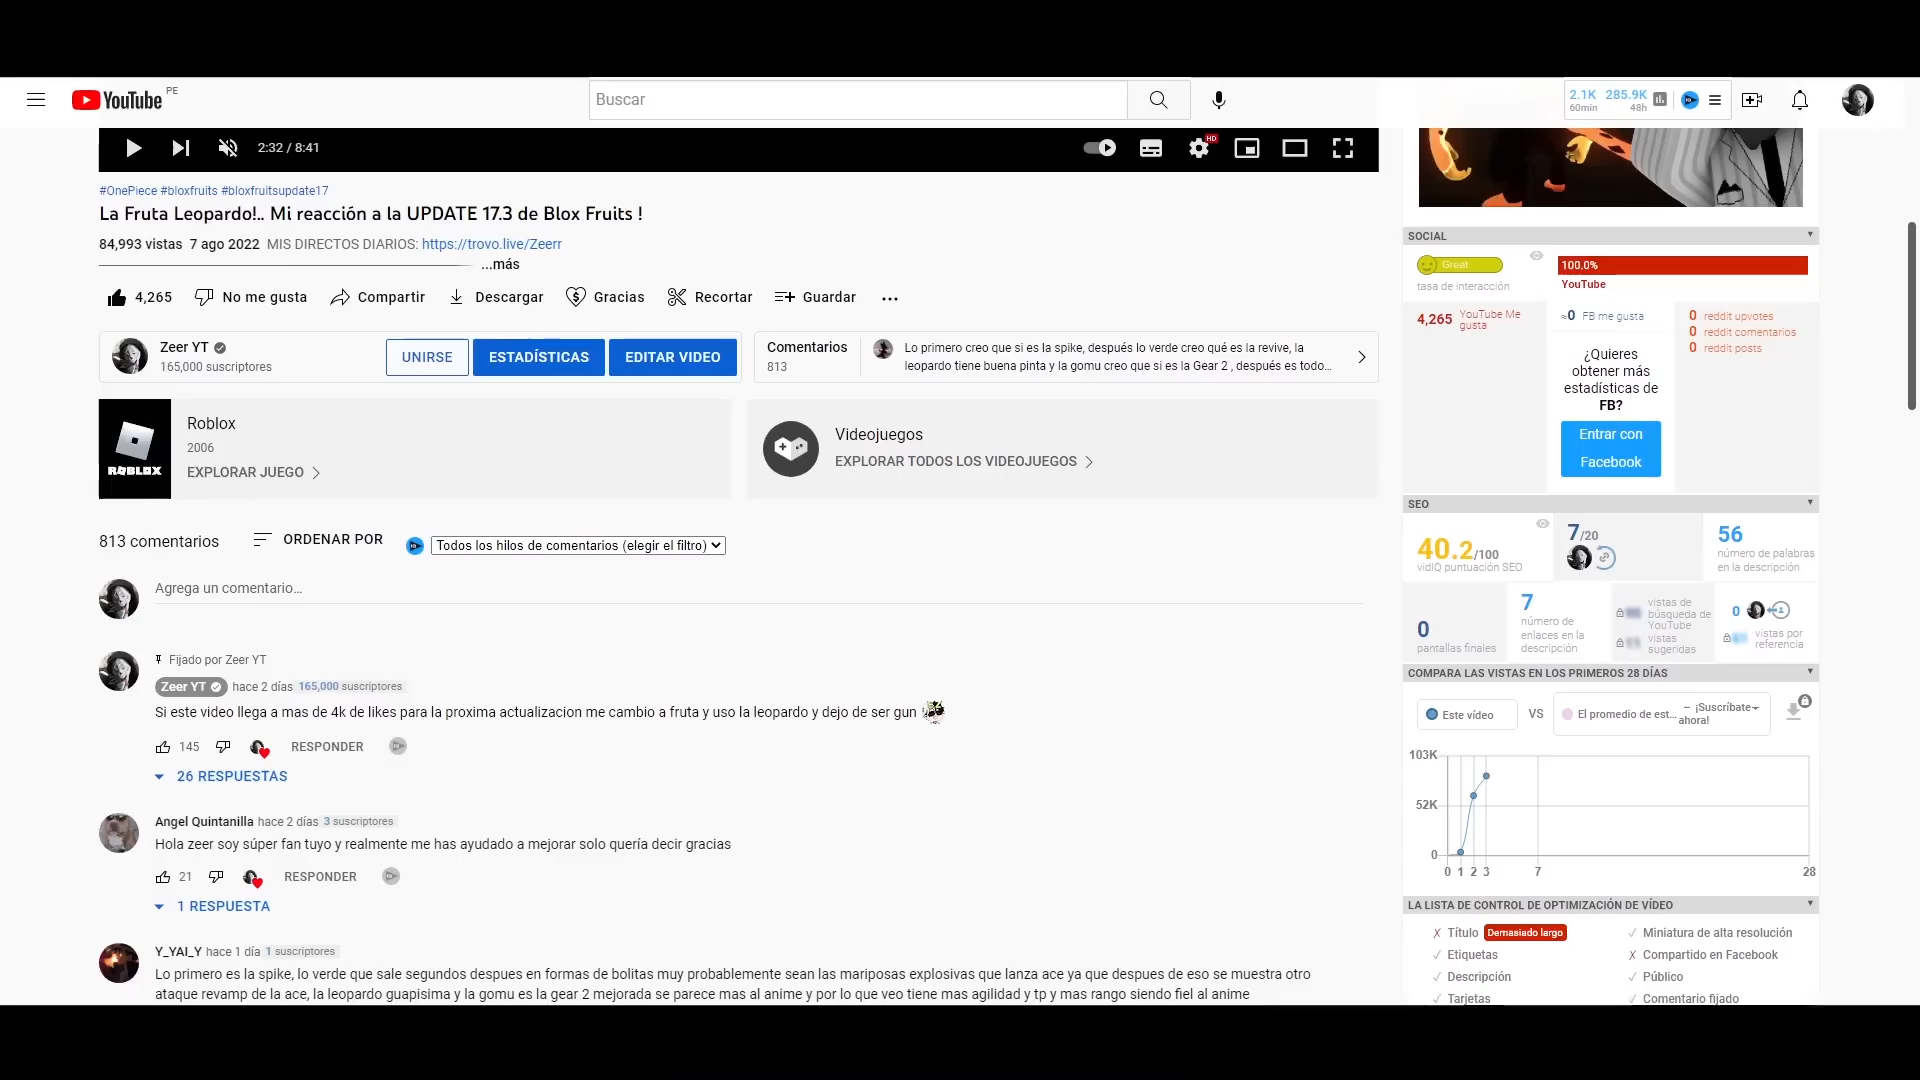 YouTube PE
Buscar
2.1K 285.9K
60min 48h
2:32 / 8:41
HD
#OnePiece #bloxfruits #bloxfruitsupdate17
La Fruta Leopardo!.. Mi reacción a la UPDATE 17.3 de Blox Fruits !
84,993 vistas 7 ago 2022 MIS DIRECTOS DIARIOS: https://trovo.live/Zeerr
...más
4,265 No me gusta Compartir Descargar Gracias Recortar Guardar
Zeer YT
165,000 suscriptores
UNIRSE ESTADÍSTICAS EDITAR VIDEO
Comentarios
813
Lo primero creo que si es la spike, después lo verde creo qué es la revive, la
leopardo tiene buena pinta y la gomu creo que si es la Gear 2 , después es todo...
ROBLOX
Roblox
2006
EXPLORAR JUEGO
Videojuegos
EXPLORAR TODOS LOS VIDEOJUEGOS
813 comentarios ORDENAR POR Todos los hilos de comentarios (elegir el filtro)
Agrega un comentario...
Fijado por Zeer YT
Zeer YT hace 2 días 165,000 suscriptores
Si este video llega a mas de 4k de likes para la proxima actualizacion me cambio a fruta y uso la leopardo y dejo de ser gun
145 RESPONDER
26 RESPUESTAS
Angel Quintanilla hace 2 días 3 suscriptores
Hola zeer soy súper fan tuyo y realmente me has ayudado a mejorar solo quería decir gracias
21 RESPONDER
1 RESPUESTA
Y_YAI_Y hace 1 día 1 suscriptores
Lo primero es la spike, lo verde que sale segundos despues en formas de bolitas muy probablemente sean las mariposas explosivas que lanza ace ya que despues de eso se muestra otro
ataque revamp de la ace, la leopardo guapisima y la gomu es la gear 2 mejorada se parece mas al anime y por lo que veo tiene mas agilidad y tp y mas rango siendo fiel al anime
SOCIAL
Great
tasa de interacción
100.0%
YouTube
4,265 YouTube Me
gusta
≈0 FB me gusta
¿Quieres
obtener más
estadísticas de
FB?
Entrar con
Facebook
0 reddit upvotes
0 reddit comentarios
0 reddit posts
SEO
40.2/100
vidIQ puntuación SEO
7/20
56
número de palabras
en la descripción
0
pantallas finales
7
número de
enlaces en la
descripción
vistas de
búsqueda de
YouTube
vistas
sugeridas
0
vistas por
referencia
COMPARA LAS VISTAS EN LOS PRIMEROS 28 DÍAS
Este vídeo VS El promedio de est... – ¡Suscríbate
ahora!
103K
52K
0
0 1 2 3 7 28
LA LISTA DE CONTROL DE OPTIMIZACIÓN DE VÍDEO
Título Demasiado largo
Etiquetas
Descripción
Tarjetas
Miniatura de alta resolución
Compartido en Facebook
Público
Comentario fijado